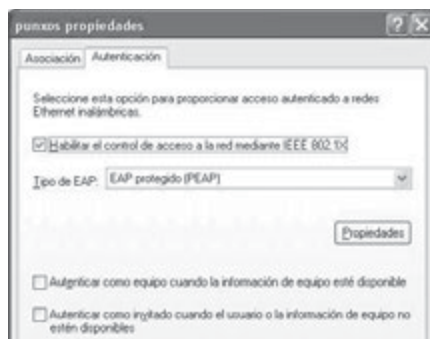 punxos propiedades
Asociación
Autenticación
Seleccione esta opción para proporcionar acceso autenticado a redes
Ethernet inalámbricas.
Habilitar el control de acceso a la red mediante IEEE 802.1X
Tipo de EAP:
EAP protegido (PEAP)
Propiedades
Autenticar como equipo cuando la información de equipo esté disponible
Autenticar como invitado cuando el usuario o la información de equipo no
estén disponibles